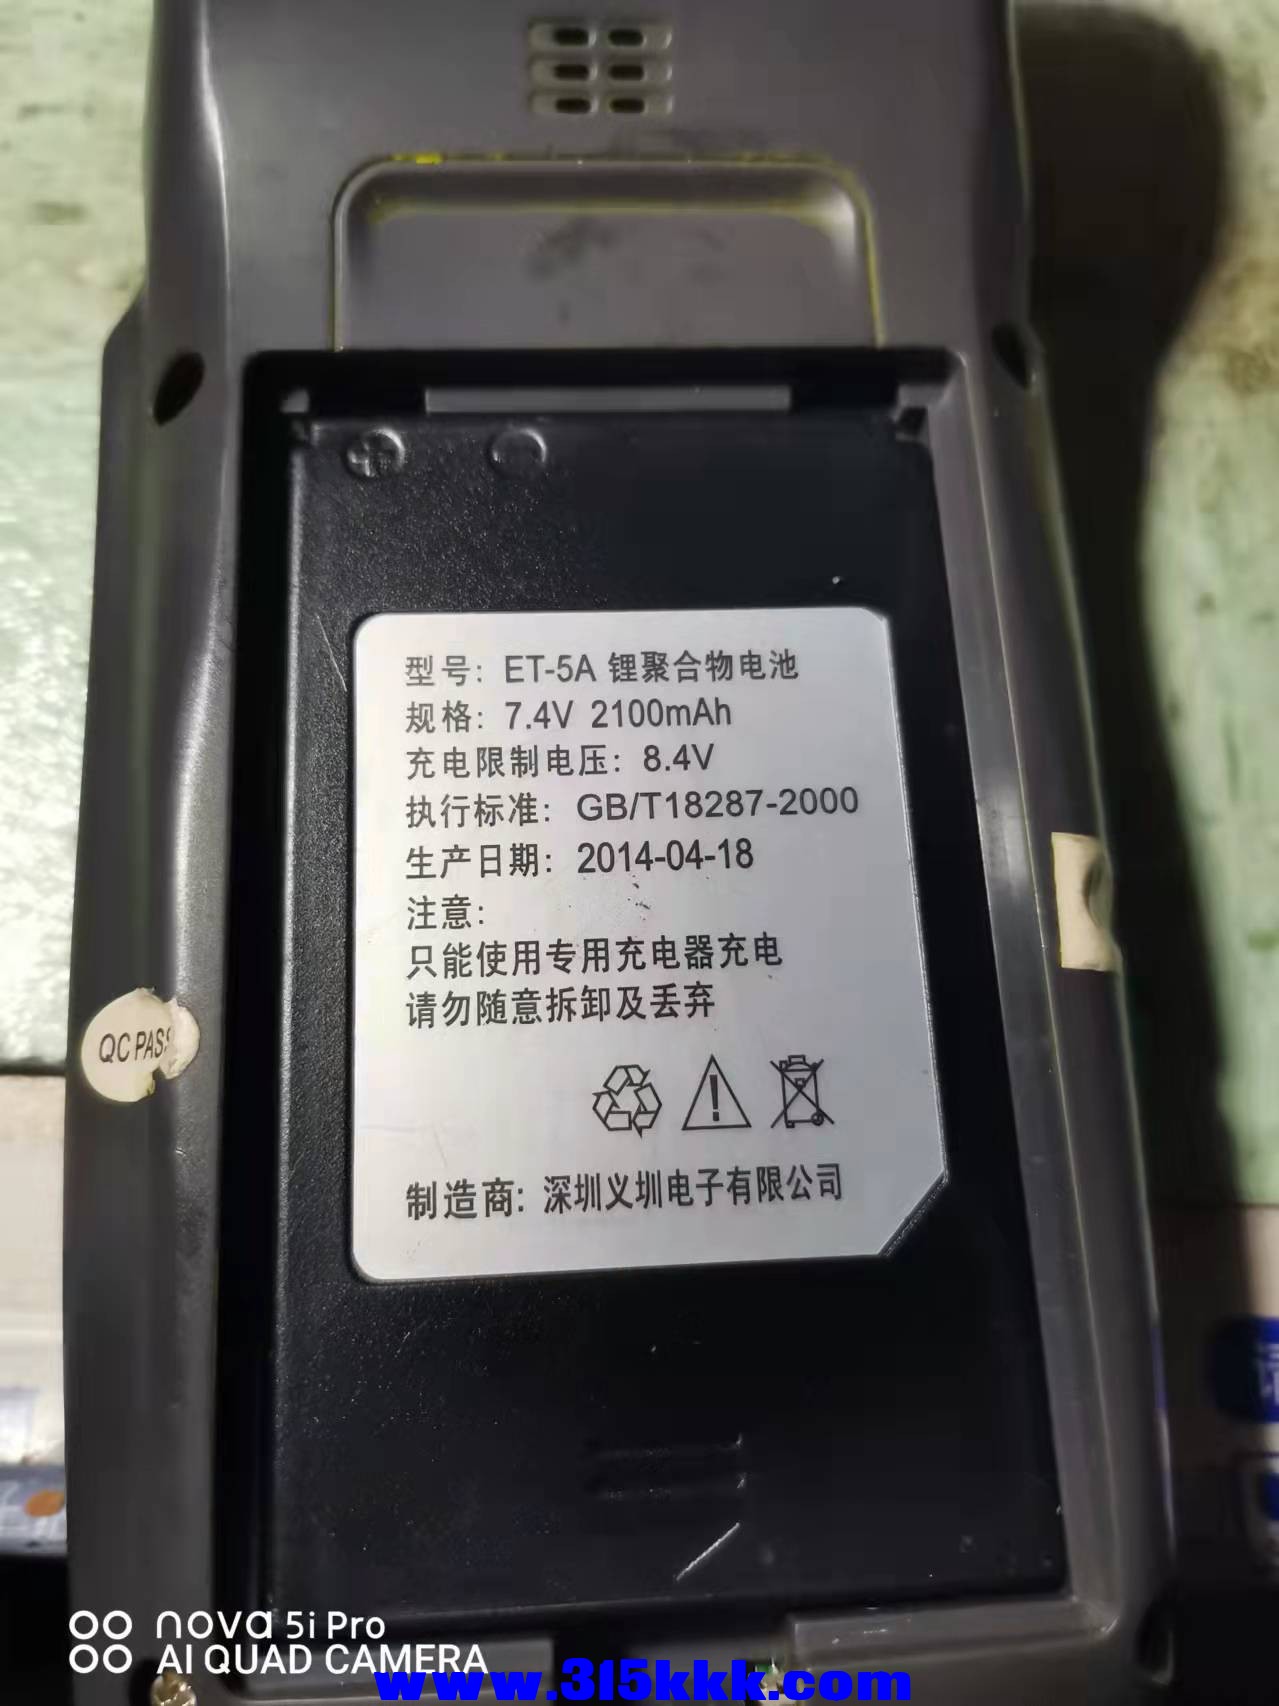 型号: ET-5A 锂聚合物电池
规格: 7.4V 2100mAh
充电限制电压: 8.4V
执行标准: GB/T18287-2000
生产日期: 2014-04-18
注意:
只能使用专用充电器充电
请勿随意拆卸及丢弃
QC PASS
制造商: 深圳义圳电子有限公司
nova 5i Pro
AI QUAD CAMERA
www.315kkk.com